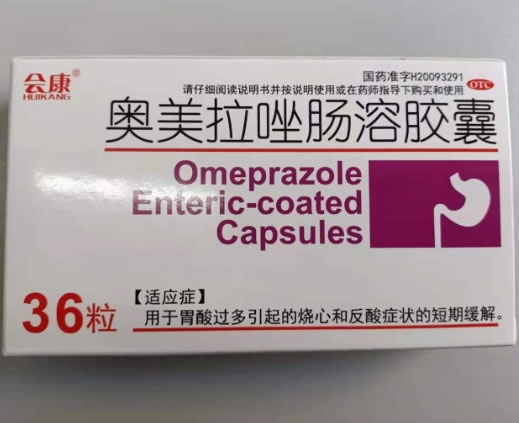 会康®
HUIKANG
国药准字H20093291
请仔细阅读说明书并按说明使用或在药师指导下购买和使用
OTC
奥美拉唑肠溶胶囊
Omeprazole
Enteric-coated
Capsules
36粒
【适应症】
用于胃酸过多引起的烧心和反酸症状的短期缓解。